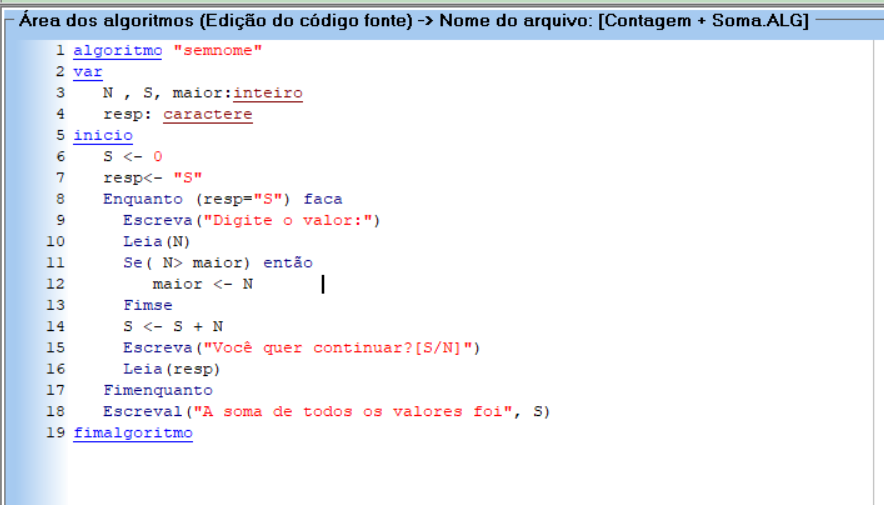 Área dos algoritmos (Edição do código fonte) -> Nome do arquivo: [Contagem + Soma.ALG]
1 algoritmo "semnome"
2 var
3    N , S, maior:inteiro
4    resp: caractere
5 inicio
6    S <- 0
7    resp<- "S"
8    Enquanto (resp="S") faca
9      Escreva("Digite o valor:")
10      Leia(N)
11      Se( N> maior) então
12         maior <- N
13      Fimse
14      S <- S + N
15      Escreva("Você quer continuar?[S/N]")
16      Leia(resp)
17    Fimenquanto
18    Escreval("A soma de todos os valores foi", S)
19 fimalgoritmo